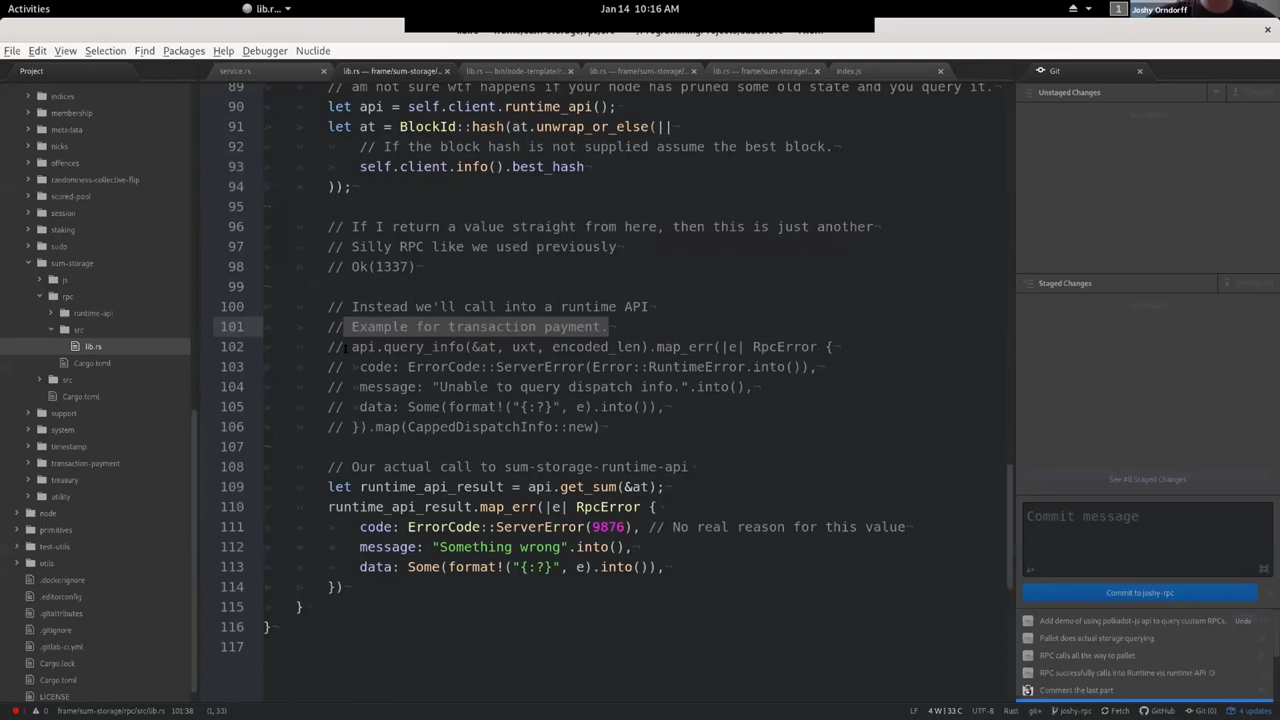 Activities
lib.r...
Jan 14 10:16 AM
1
Joshy Orndorff
File Edit View Selection Find Packages Help Debugger Nuclide
Project
service.rs
lib.rs — frame/sum-storage/...
lib.rs — bin/node-template/r...
lib.rs — frame/sum-storage/r...
lib.rs — frame/sum-storage/...
index.js
Git
indices
membership
metadata
nicks
offences
randomness-collective-flip
scored-pool
session
staking
sudo
sum-storage
js
rpc
runtime-api
src
lib.rs
Cargo.toml
src
Cargo.toml
support
system
timestamp
transaction-payment
treasury
utility
node
primitives
test-utils
utils
.dockerignore
.editorconfig
.gitattributes
.gitignore
.gitlab-ci.yml
Cargo.lock
Cargo.toml
LICENSE
89 // am not sure wtf happens if your node has pruned some old state and you query it.
90 let api = self.client.runtime_api();
91 let at = BlockId::hash(at.unwrap_or_else(||
92 // If the block hash is not supplied assume the best block.
93 self.client.info().best_hash
94 ));
95
96 // If I return a value straight from here, then this is just another
97 // Silly RPC like we used previously
98 // Ok(1337)
99
100 // Instead we'll call into a runtime API
101 // Example for transaction payment.
102 // api.query_info(&at, uxt, encoded_len).map_err(|e| RpcError {
103 // code: ErrorCode::ServerError(Error::RuntimeError.into()),
104 // message: "Unable to query dispatch info.".into(),
105 // data: Some(format!("{:?}", e).into()),
106 // }).map(CappedDispatchInfo::new)
107
108 // Our actual call to sum-storage-runtime-api
109 let runtime_api_result = api.get_sum(&at);
110 runtime_api_result.map_err(|e| RpcError {
111 code: ErrorCode::ServerError(9876), // No real reason for this value
112 message: "Something wrong".into(),
113 data: Some(format!("{:?}", e).into()),
114 })
115 }
116 }
117
Unstaged Changes
Staged Changes
See All Staged Changes
Commit message
Commit to joshy-rpc
Add demo of using polkadot-js api to query custom RPCs. Undo
Pallet does actual storage querying.
RPC calls all the way to pallet
RPC successfully calls into Runtime vis runtime API :D
Comment the last part
0 frame/sum-storage/rpc/src/lib.rs 101:38 (1, 33)
LF 4 W | 33 C UTF-8 Rust git+ joshy-rpc Fetch GitHub Git (0) 4 updates